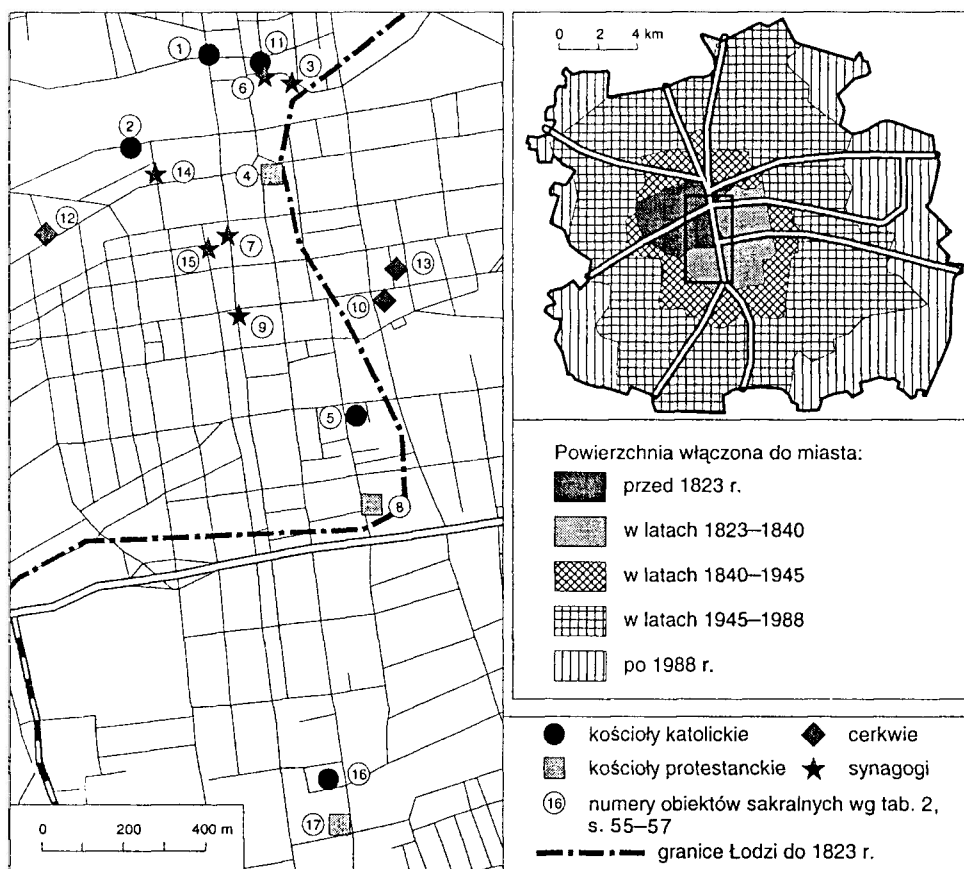 1
11
3
6
2
4
14
12
7
15
13
10
9
5
8
16
17
0 200 400 m
0 2 4 km
Powierzchnia włączona do miasta:
przed 1823 r.
w latach 1823–1840
w latach 1840–1945
w latach 1945–1988
po 1988 r.
kościoły katolickie
cerkwie
kościoły protestanckie
synagogi
16 numery obiektów sakralnych wg tab. 2,
s. 55–57
granice Łodzi do 1823 r.